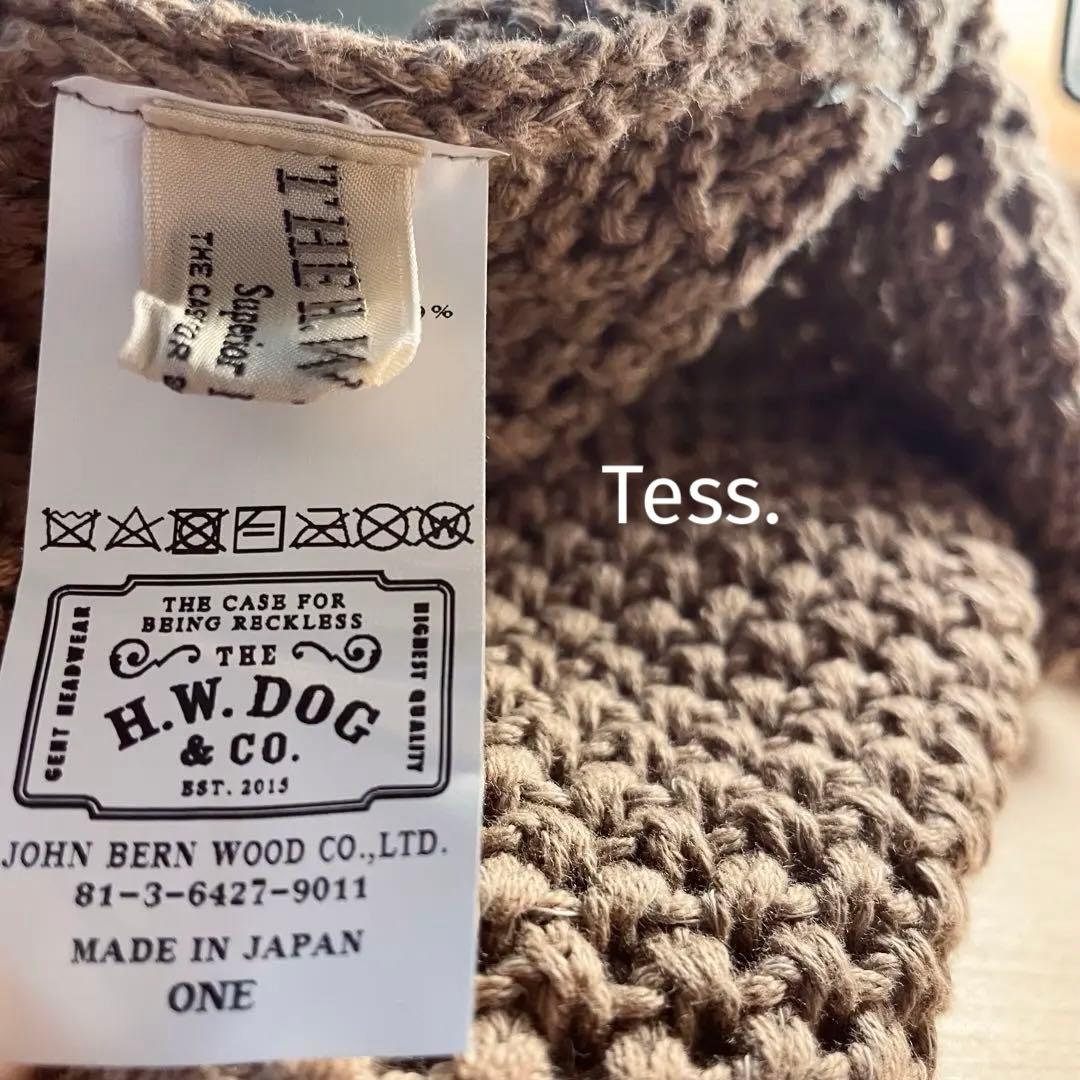 THE H.W
Superior
THE CAS
%
THE CASE FOR
BEING RECKLESS
THE
H.W. DOG
& CO.
EST. 2015
GENT HEADWEAR
HIGHEST QUALITY
JOHN BERN WOOD CO.,LTD.
81-3-6427-9011
MADE IN JAPAN
ONE
Tess.